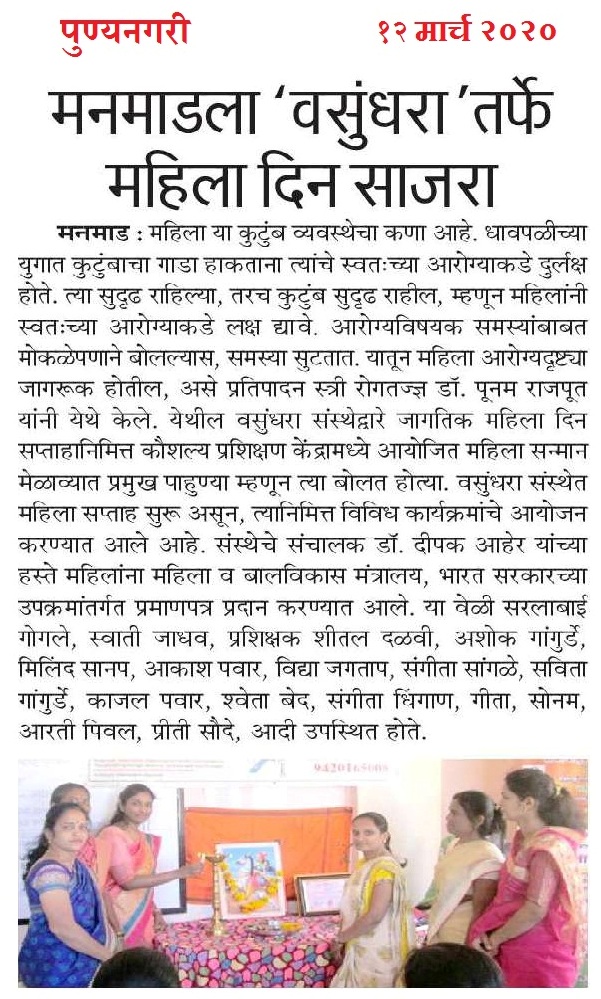 पुण्यनगरी १२ मार्च २०२०
मनमाडला ‘वसुंधरा’तर्फे
महिला दिन साजरा
मनमाड : महिला या कुटुंब व्यवस्थेचा कणा आहे. धावपळीच्या
युगात कुटुंबाचा गाडा हाकताना त्यांचे स्वतःच्या आरोग्याकडे दुर्लक्ष
होते. त्या सुदृढ राहिल्या, तरच कुटुंब सुदृढ राहील, म्हणून महिलांनी
स्वतःच्या आरोग्याकडे लक्ष द्यावे. आरोग्यविषयक समस्यांबाबत
मोकळेपणाने बोलल्यास, समस्या सुटतात. यातून महिला आरोग्यदृष्ट्या
जागरूक होतील, असे प्रतिपादन स्त्री रोगतज्ज्ञ डॉ. पूनम राजपूत
यांनी येथे केले. येथील वसुंधरा संस्थेद्वारे जागतिक महिला दिन
सप्ताहानिमित्त कौशल्य प्रशिक्षण केंद्रामध्ये आयोजित महिला सन्मान
मेळाव्यात प्रमुख पाहुण्या म्हणून त्या बोलत होत्या. वसुंधरा संस्थेत
महिला सप्ताह सुरू असून, त्यानिमित्त विविध कार्यक्रमांचे आयोजन
करण्यात आले आहे. संस्थेचे संचालक डॉ. दीपक आहेर यांच्या
हस्ते महिलांना महिला व बालविकास मंत्रालय, भारत सरकारच्या
उपक्रमांतर्गत प्रमाणपत्र प्रदान करण्यात आले. या वेळी सरलाबाई
गोगले, स्वाती जाधव, प्रशिक्षक शीतल दळवी, अशोक गांगुर्डे,
मिलिंद सानप, आकाश पवार, विद्या जगताप, संगीता सांगळे, सविता
गांगुर्डे, काजल पवार, श्वेता बेद, संगीता धिंगाण, गीता, सोनम,
आरती पिवल, प्रीती सौदे, आदी उपस्थित होते.